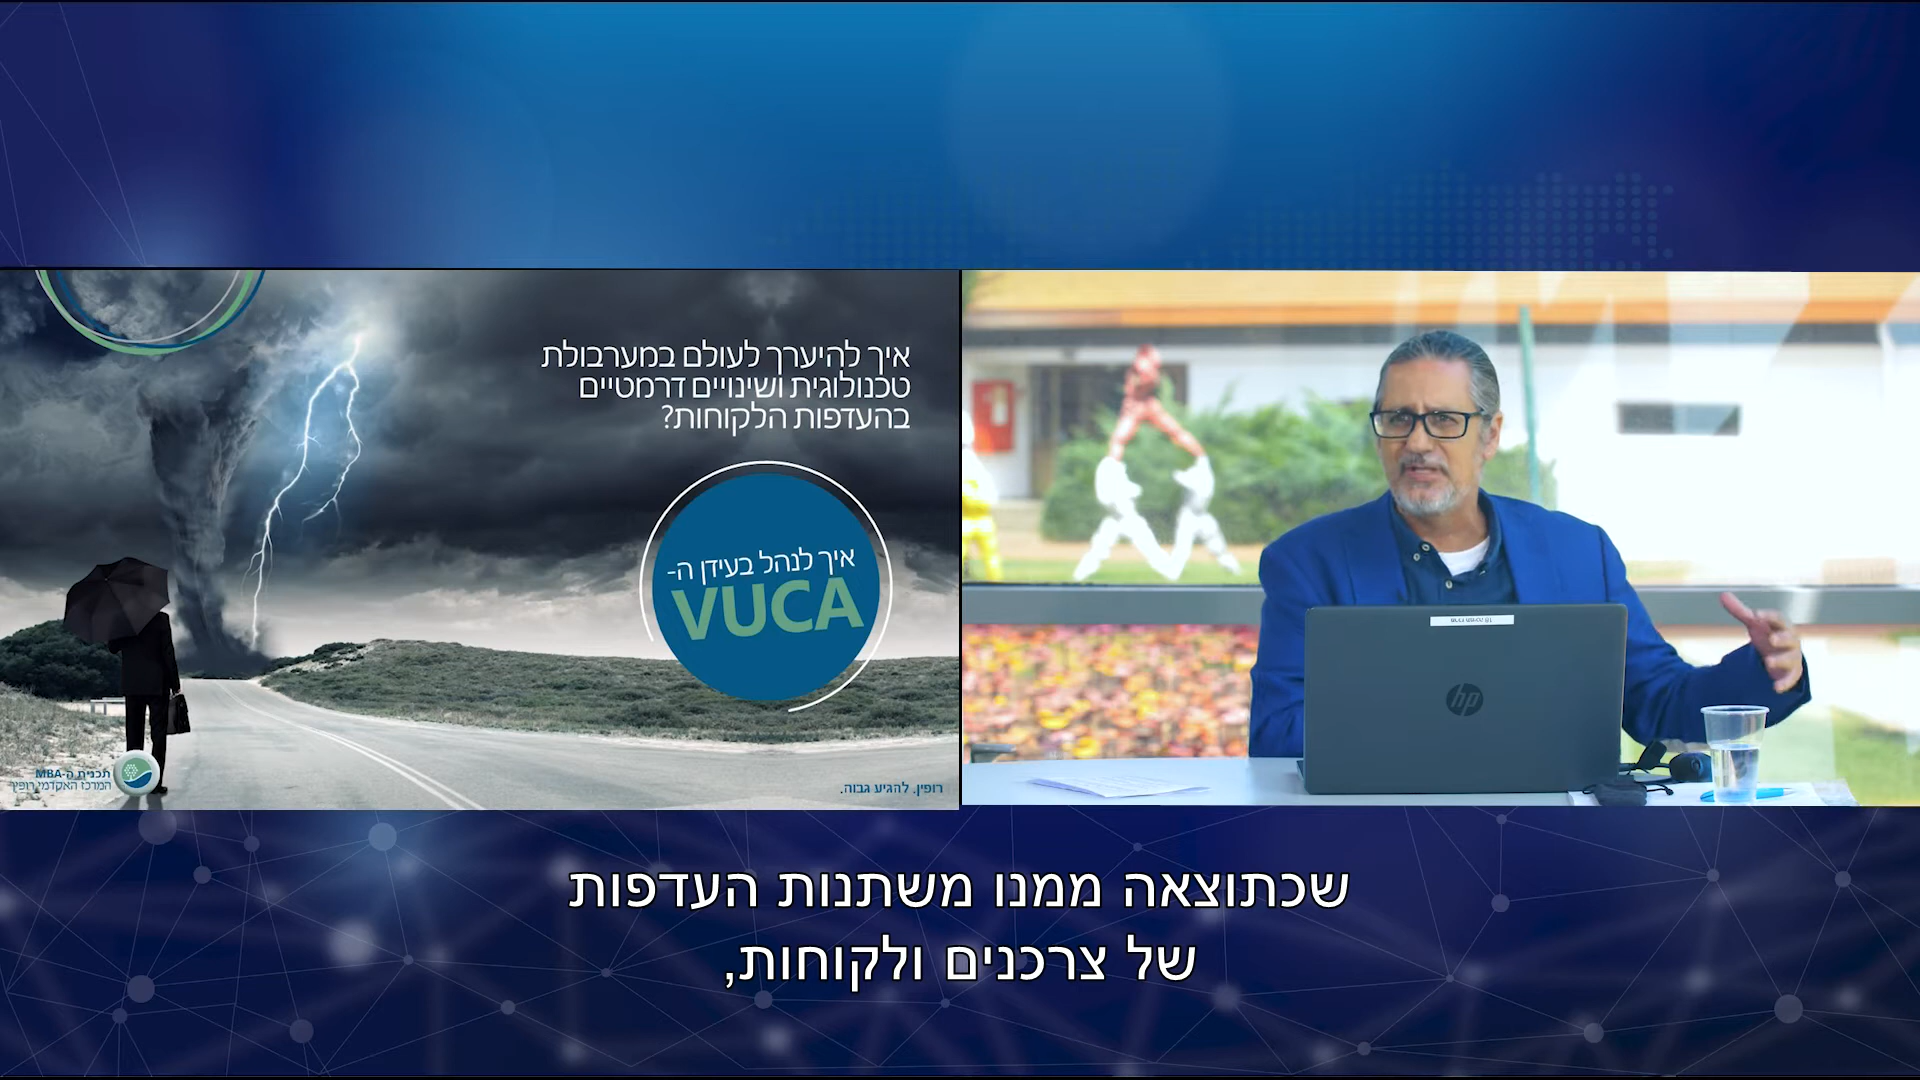 איך להיערך לעולם במערבולת
טכנולוגית ושינויים דרמטיים
בהעדפות הלקוחות?
איך לנהל בעידן ה-
VUCA
תכנית ה-MBA
המרכז האקדמי רופין
רופין. להגיע גבוה.
hp
שכתוצאה ממנו משתנות העדפות
של צרכנים ולקוחות,